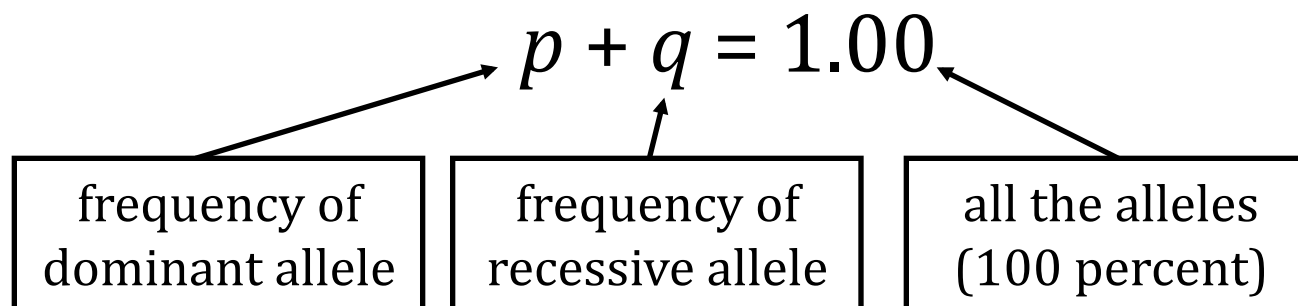 p + q = 1.00
frequency of
dominant allele
frequency of
recessive allele
all the alleles
(100 percent)